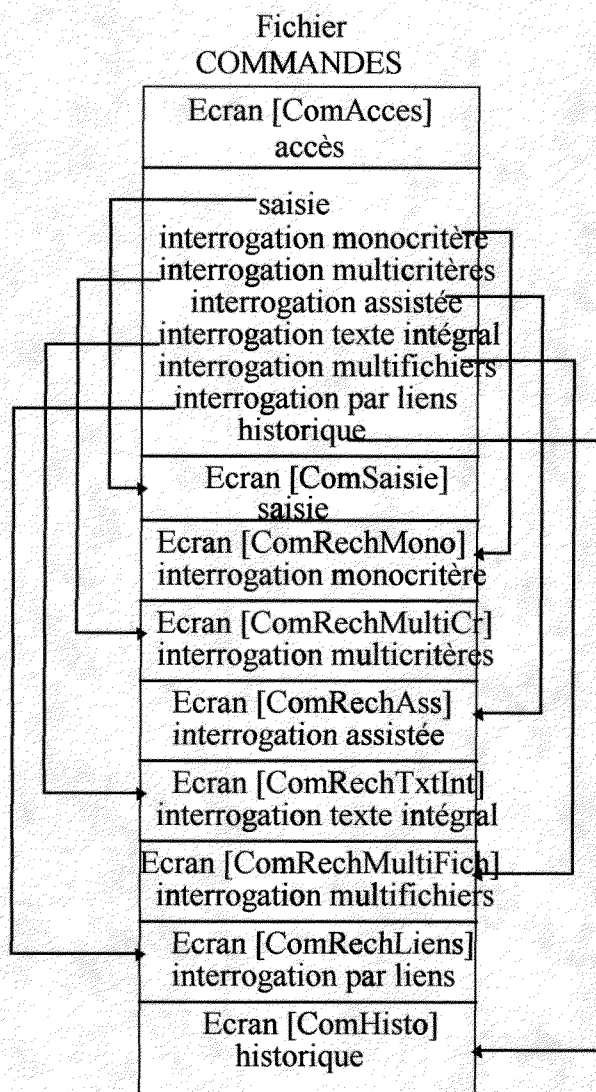 Fichier
COMMANDES
Ecran [ComAcces]
accès
saisie
interrogation monocritère
interrogation multicritères
interrogation assistée
interrogation texte intégral
interrogation multifichiers
interrogation par liens
historique
Ecran [ComSaisie]
saisie
Ecran [ComRechMono]
interrogation monocritère
Ecran [ComRechMultiCr]
interrogation multicritères
Ecran [ComRechAss]
interrogation assistée
Ecran [ComRechTxtInt]
interrogation texte intégral
Ecran [ComRechMultiFich]
interrogation multifichiers
Ecran [ComRechLiens]
interrogation par liens
Ecran [ComHisto]
historique